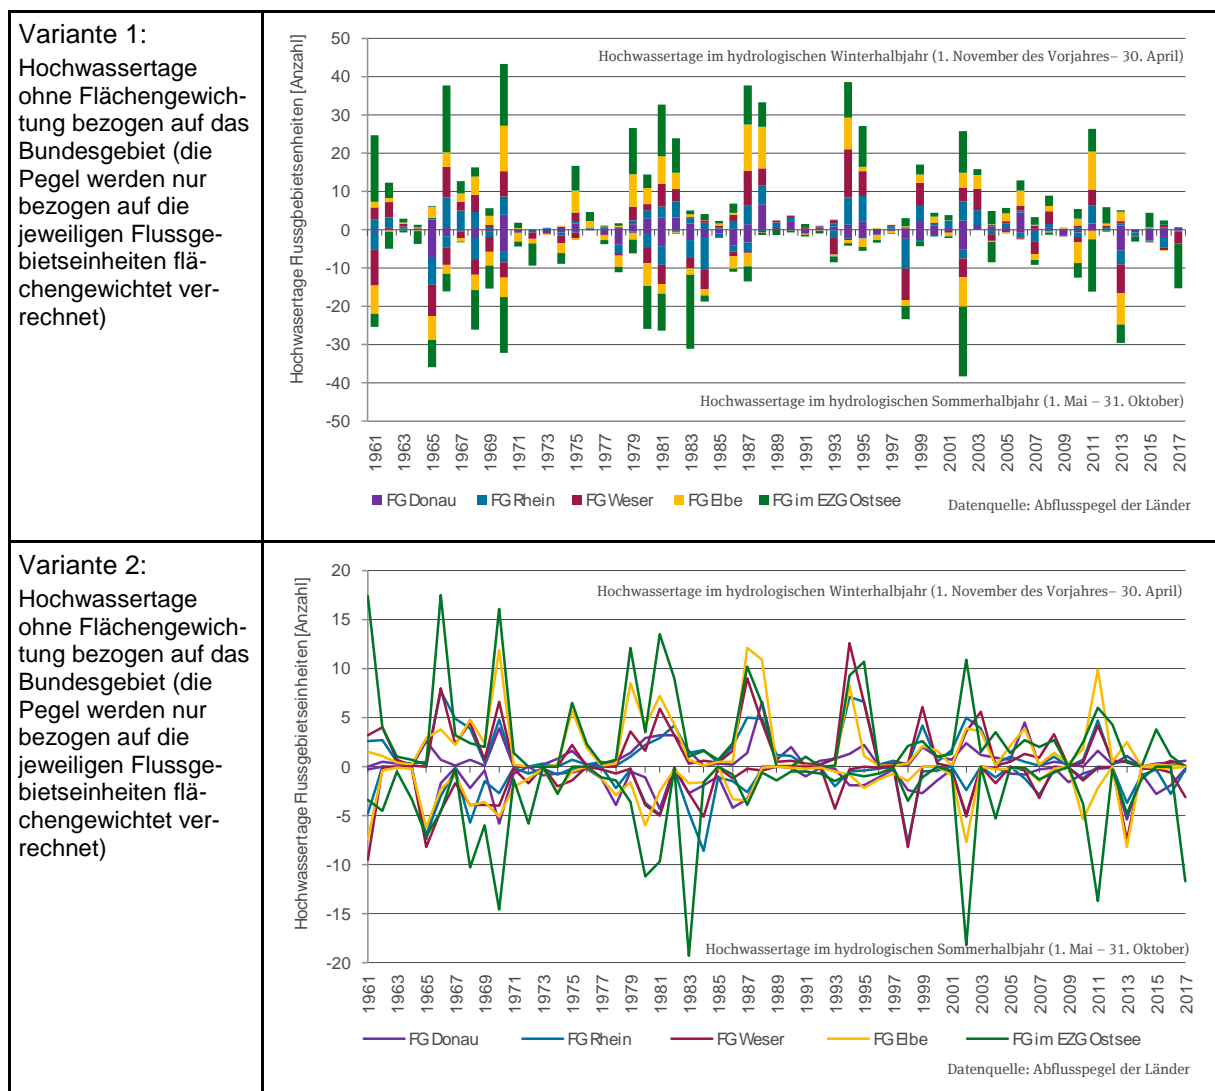 Variante 1:
Hochwassertage
ohne Flächengewich-
tung bezogen auf das
Bundesgebiet (die
Pegel werden nur
bezogen auf die
jeweiligen Flussge-
bietseinheiten flä-
chengewichtet ver-
rechnet)
Hochwasertage Flussgbebietsenheiten [Anzahl]
50
40
30
20
10
0
-10
-20
-30
-40
-50
Hochwassertage im hydrologischen Winterhalbjahr (1. November des Vorjahres– 30. April)
Hochwassertage im hydrologischen Sommerhalbjahr (1. Mai – 31. Oktober)
1961 1963 1965 1967 1969 1971 1973 1975 1977 1979 1981 1983 1985 1987 1989 1991 1993 1995 1997 1999 2001 2003 2005 2007 2009 2011 2013 2015 2017
FG Donau FG Rhein FG Weser FG Elbe FG im EZG Ostsee
Datenquelle: Abflusspegel der Länder
Variante 2:
Hochwassertage
ohne Flächengewich-
tung bezogen auf das
Bundesgebiet (die
Pegel werden nur
bezogen auf die
jeweiligen Flussge-
bietseinheiten flä-
chengewichtet ver-
rechnet)
Hochwassertage Flussgebietseinheiten [Anzahl]
20
15
10
5
0
-5
-10
-15
-20
Hochwassertage im hydrologischen Winterhalbjahr (1. November des Vorjahres– 30. April)
Hochwassertage im hydrologischen Sommerhalbjahr (1. Mai – 31. Oktober)
1961 1963 1965 1967 1969 1971 1973 1975 1977 1979 1981 1983 1985 1987 1989 1991 1993 1995 1997 1999 2001 2003 2005 2007 2009 2011 2013 2015 2017
FG Donau FG Rhein FG Weser FG Elbe FG im EZG Ostsee
Datenquelle: Abflusspegel der Länder